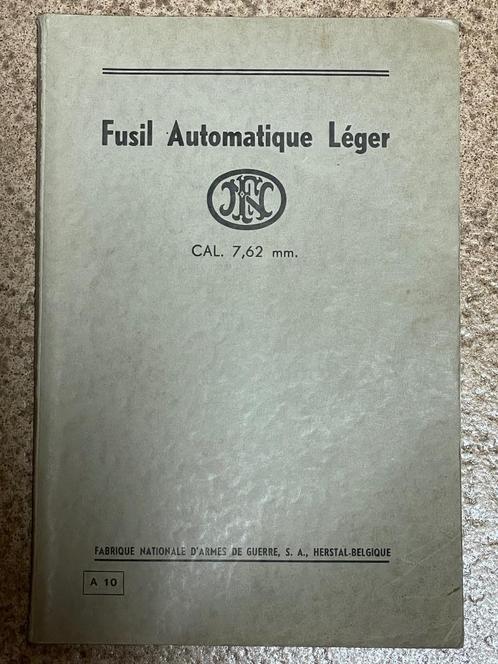 Fusil Automatique Léger
FN
CAL. 7,62 mm.
FABRIQUE NATIONALE D'ARMES DE GUERRE, S. A., HERSTAL-BELGIQUE
A 10